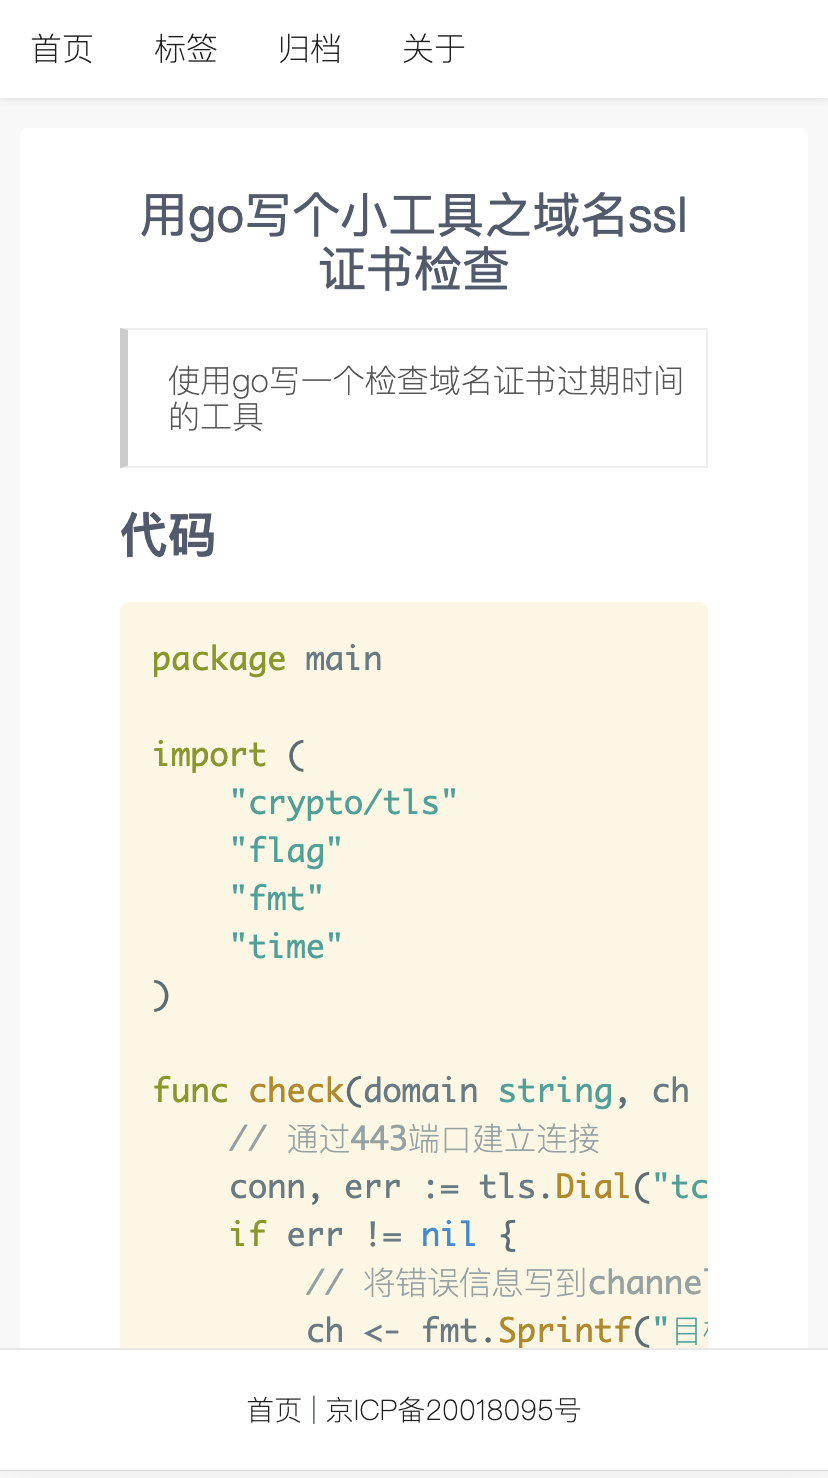 首页 标签 归档 关于
用go写个小工具之域名ssl
证书检查
使用go写一个检查域名证书过期时间
的工具
代码
package main
import (
"crypto/tls"
"flag"
"fmt"
"time"
)
func check(domain string, ch
// 通过443端口建立连接
conn, err := tls.Dial("tc
if err != nil {
// 将错误信息写到channel
ch <- fmt.Sprintf("目
首页 | 京ICP备20018095号